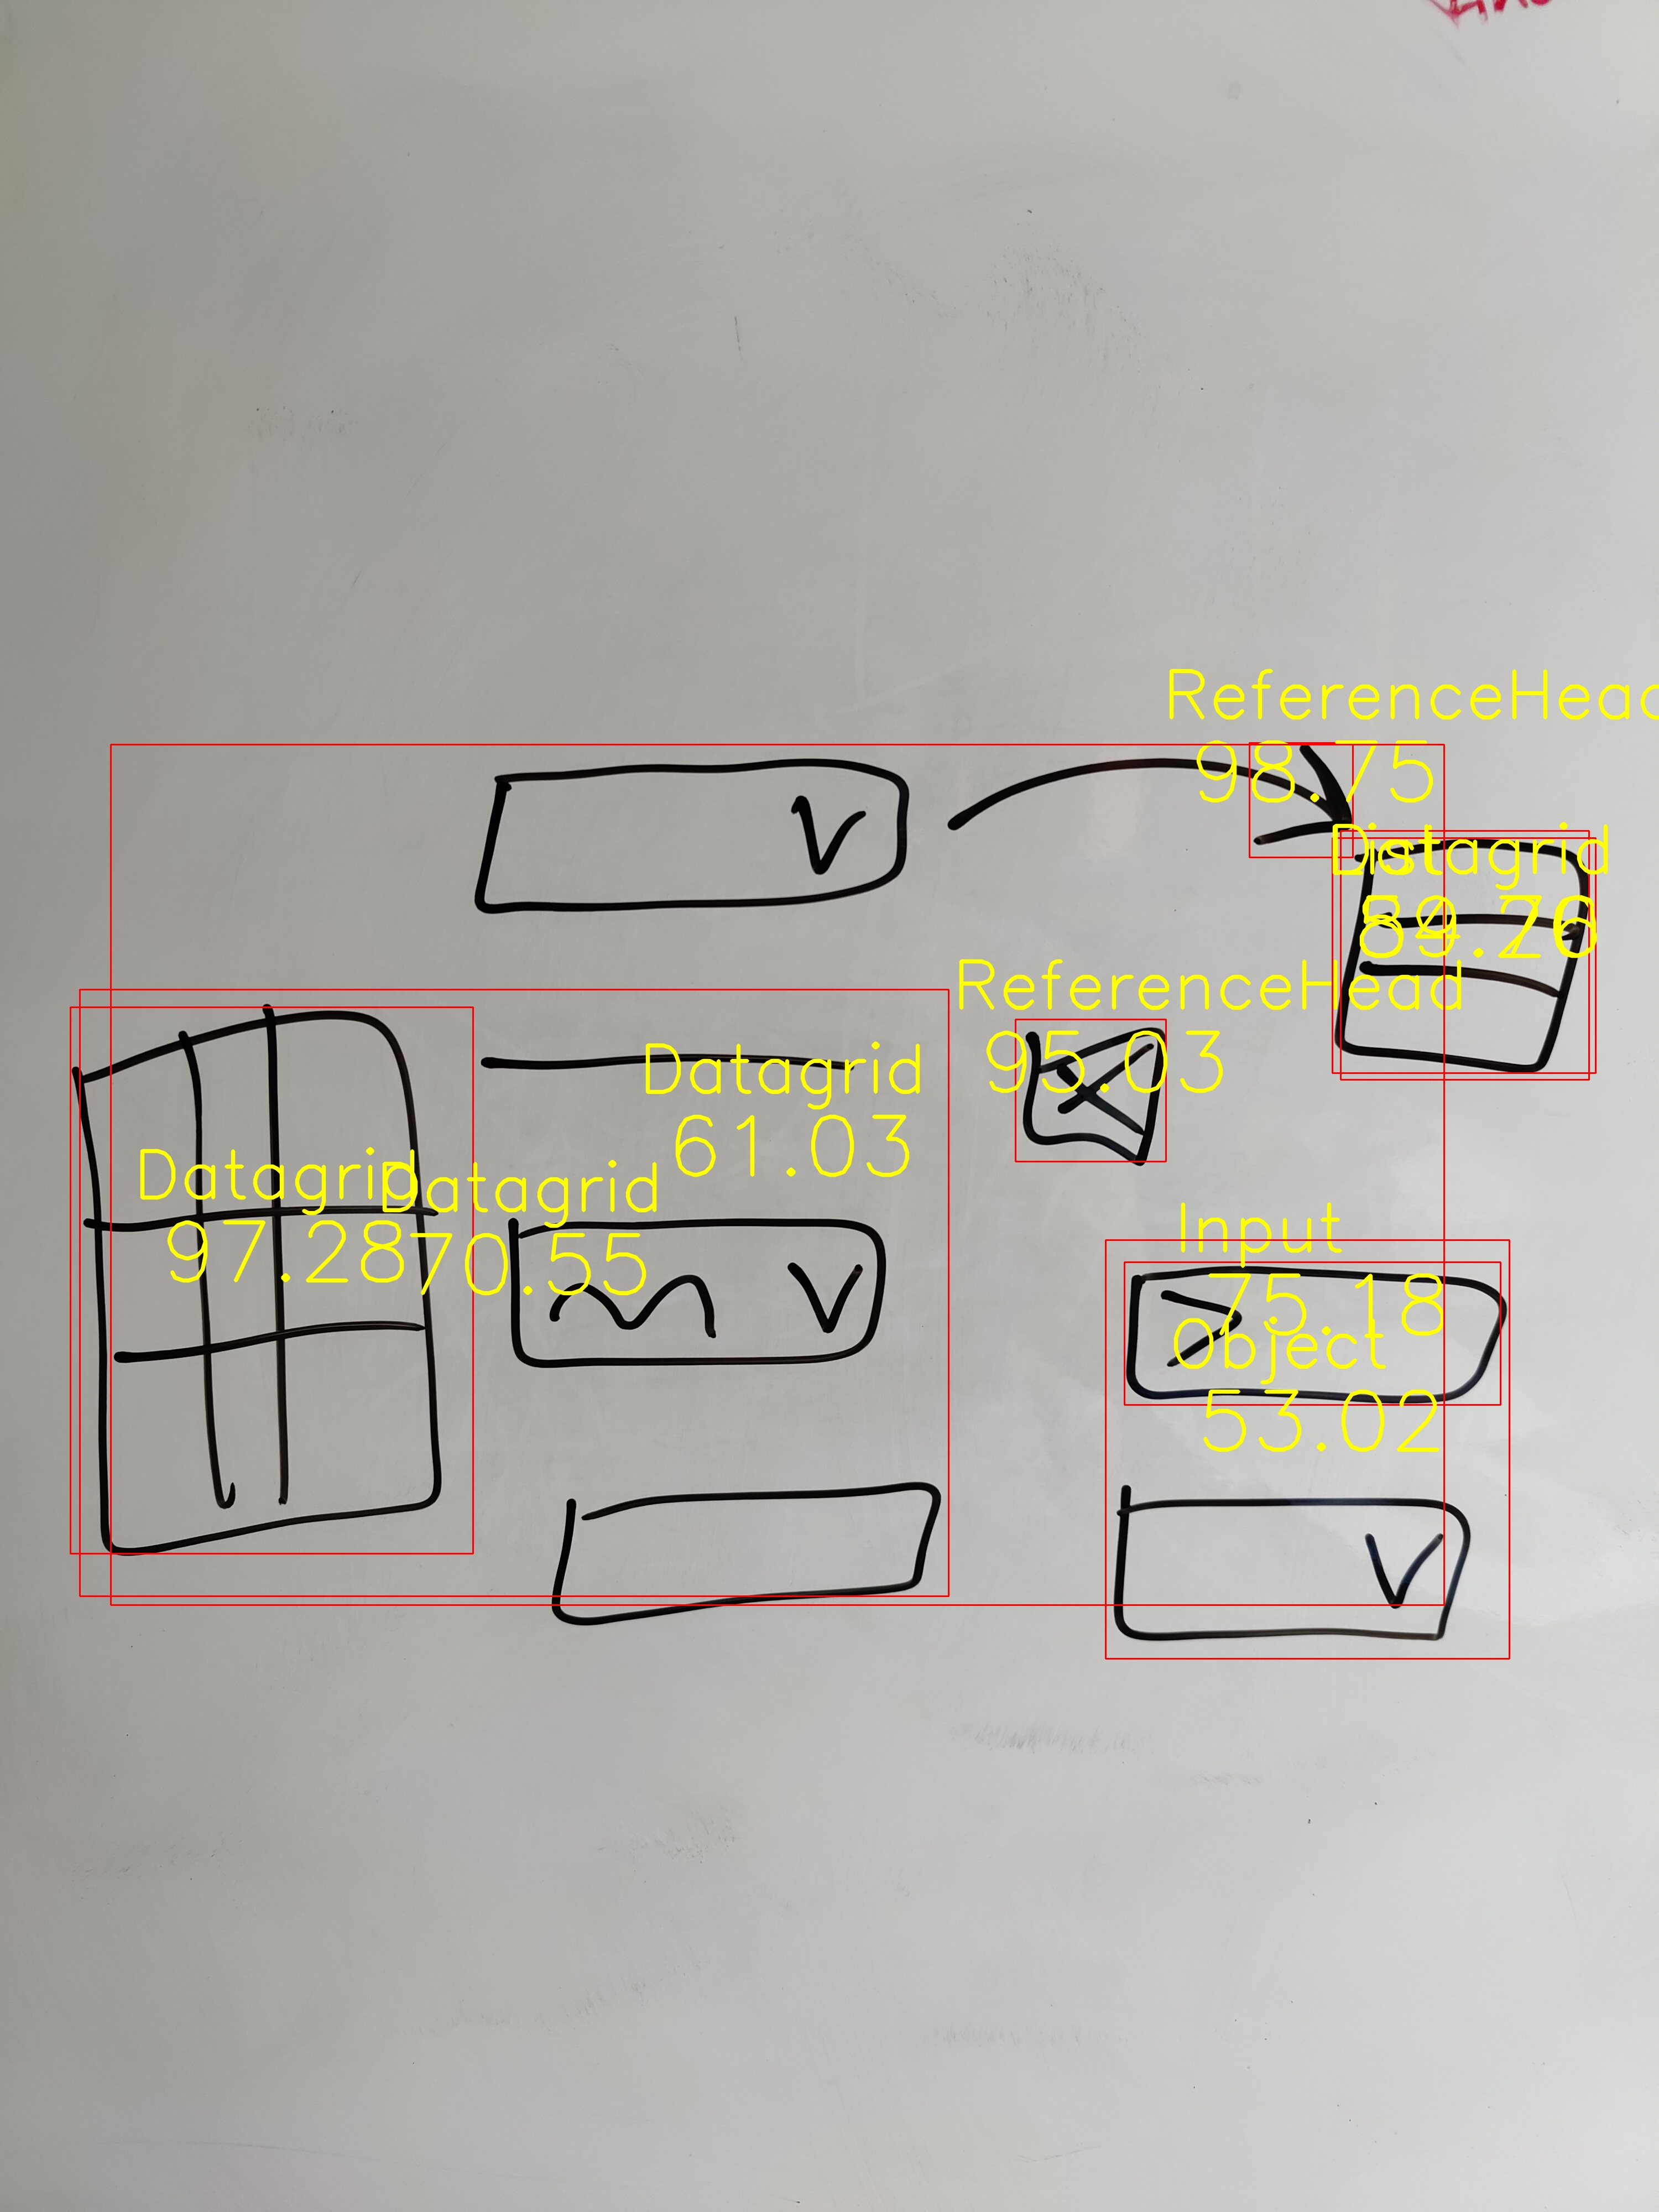 ReferenceHead
98.75
Datagrid
ReferenceHead
95.03
Datagrid
61.03
Datagrid
97.28
Datagrid
70.55
V
V
Input
75.18
Object
53.02
V